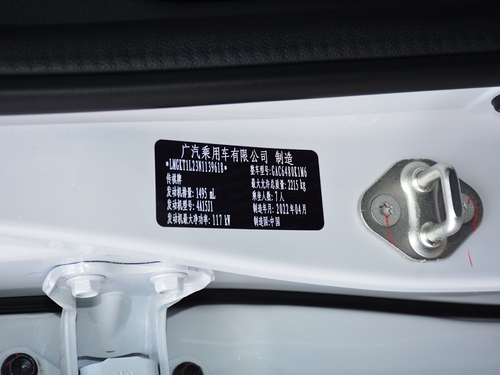 广汽乘用车有限公司 制造
*LMGKT1L25N1139618* 整车型号:GAC6480K1M6
传祺牌 最大允许总质量: 2215 kg
发动机排量: 1495 mL 乘坐人数: 7人
发动机型号: 4A15J1 制造年月: 2022年04月
发动机最大净功率: 117 kW 制造国:中国